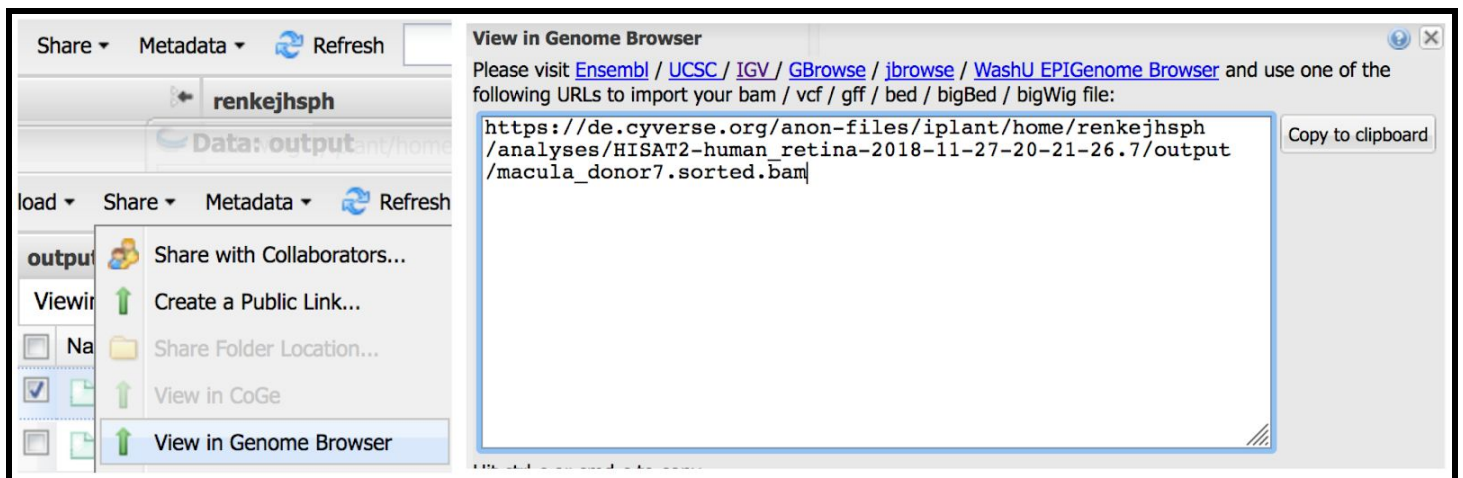 Share Metadata Refresh
renkejhsph
Data: output
load Share Metadata Refresh
output
Share with Collaborators...
Viewin
Create a Public Link...
Na
Share Folder Location...
View in CoGe
View in Genome Browser
View in Genome Browser
Please visit Ensembl / UCSC / IGV / GBrowse / jbrowse / WashU EPIGenome Browser and use one of the
following URLs to import your bam / vcf / gff / bed / bigBed / bigWig file:
https://de.cyverse.org/anon-files/iplant/home/renkejhsph
/analyses/HISAT2-human_retina-2018-11-27-20-21-26.7/output
/macula_donor7.sorted.bam
Copy to clipboard